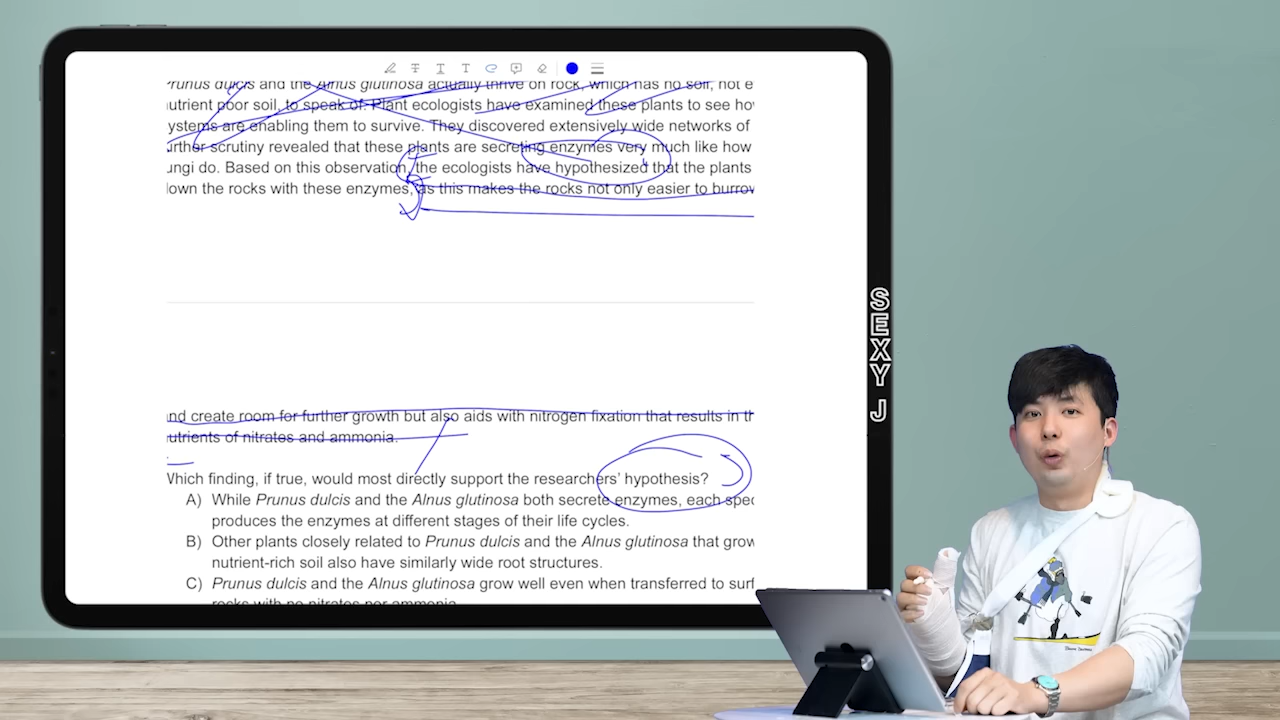 Prunus dulcis and the Alnus glutinosa actually thrive on rock, which has no soil, not e
utrient poor soil, to speak of. Plant ecologists have examined these plants to see ho
ystems are enabling them to survive. They discovered extensively wide networks of
urther scrutiny revealed that these plants are secreting enzymes very much like how
ungi do. Based on this observation, the ecologists have hypothesized that the plants
down the rocks with these enzymes, as this makes the rocks not only easier to burrow
and create room for further growth but also aids with nitrogen fixation that results in th
utrients of nitrates and ammonia.
Which finding, if true, would most directly support the researchers' hypothesis?
A) While Prunus dulcis and the Alnus glutinosa both secrete enzymes, each spec
produces the enzymes at different stages of their life cycles.
B) Other plants closely related to Prunus dulcis and the Alnus glutinosa that grow
nutrient-rich soil also have similarly wide root structures.
C) Prunus dulcis and the Alnus glutinosa grow well even when transferred to surf
rocks with no nitrates nor ammonia
SEXY J